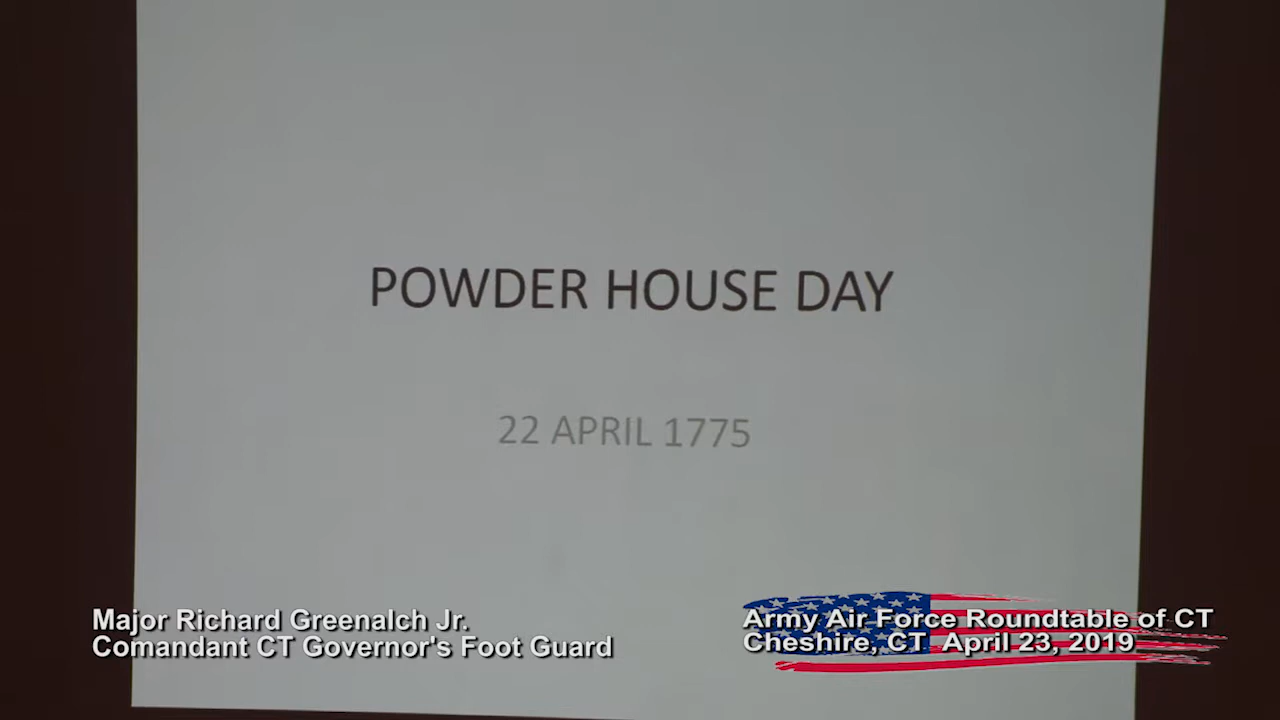 POWDER HOUSE DAY
22 APRIL 1775
Major Richard Greenalch Jr.
Comandant CT Governor's Foot Guard
Army Air Force Roundtable of CT
Cheshire, CT April 23, 2019